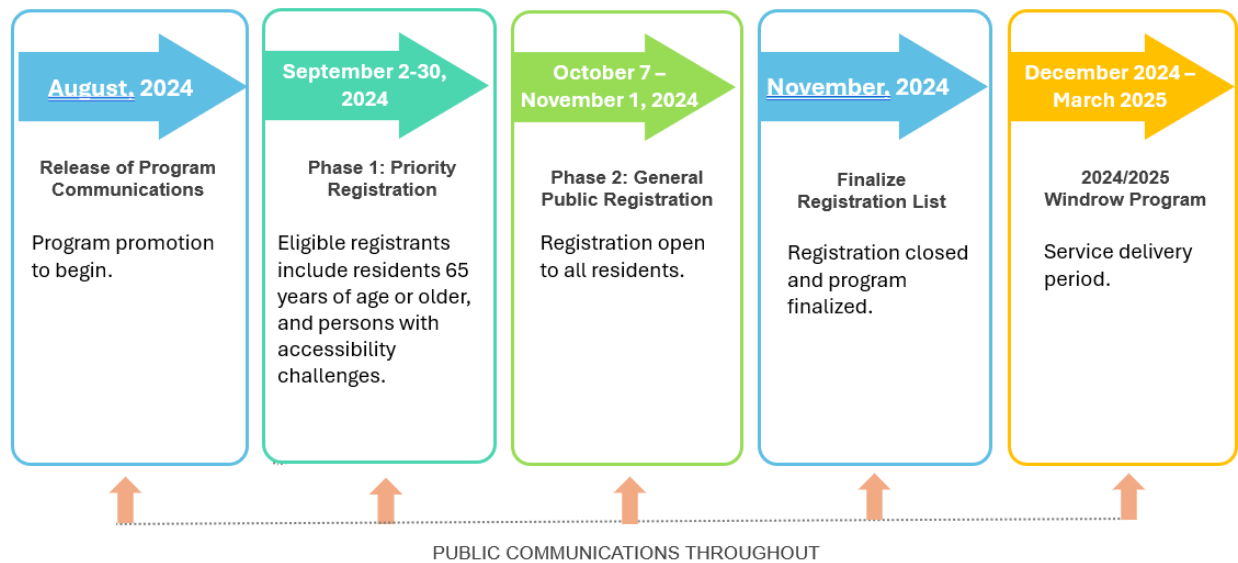 August, 2024
Release of Program
Communications
Program promotion
to begin.
September 2-30,
2024
Phase 1: Priority
Registration
Eligible registrants
include residents 65
years of age or older,
and persons with
accessibility
challenges.
October 7 –
November 1, 2024
Phase 2: General
Public Registration
Registration open
to all residents.
November, 2024
Finalize
Registration List
Registration closed
and program
finalized.
December 2024 –
March 2025
2024/2025
Windrow Program
Service delivery
period.
PUBLIC COMMUNICATIONS THROUGHOUT